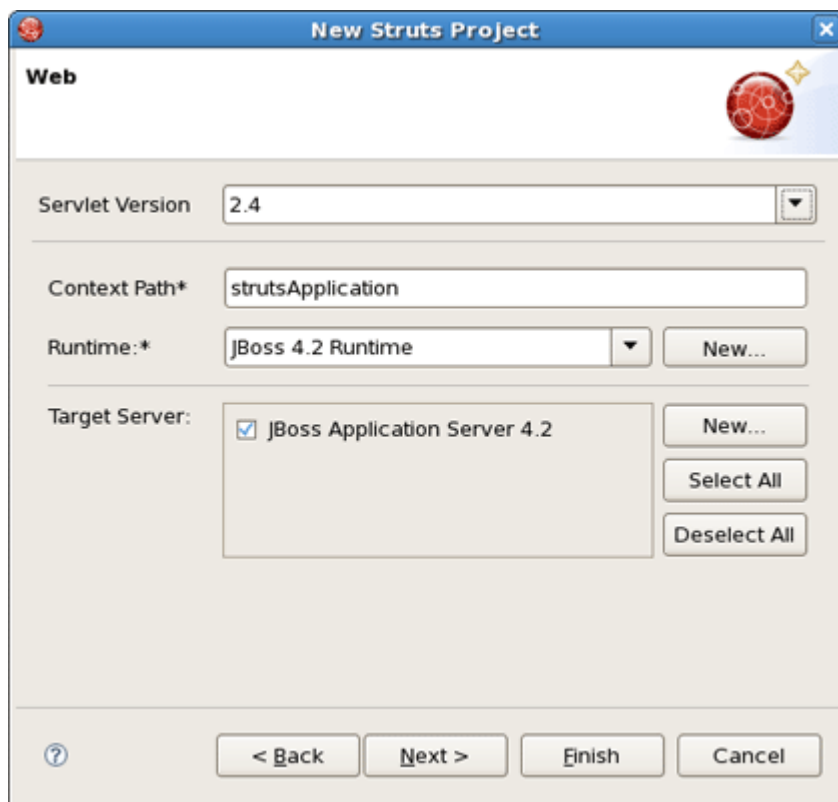 New Struts Project
Web
Servlet Version 2.4
Context Path* strutsApplication
Runtime:* JBoss 4.2 Runtime New...
Target Server: JBoss Application Server 4.2 New...
Select All
Deselect All
? < Back Next > Finish Cancel